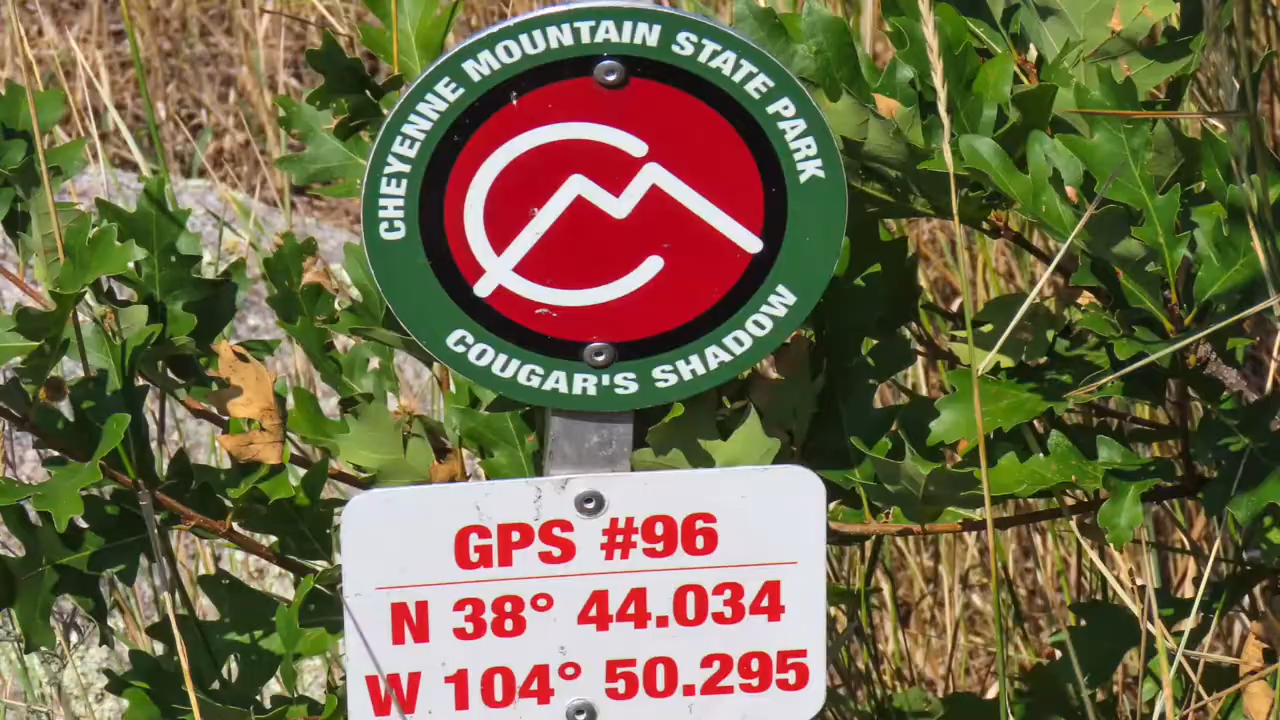 CHEYENNE MOUNTAIN STATE PARK
COUGAR'S SHADOW
GPS #96
N 38° 44.034
W 104° 50.295